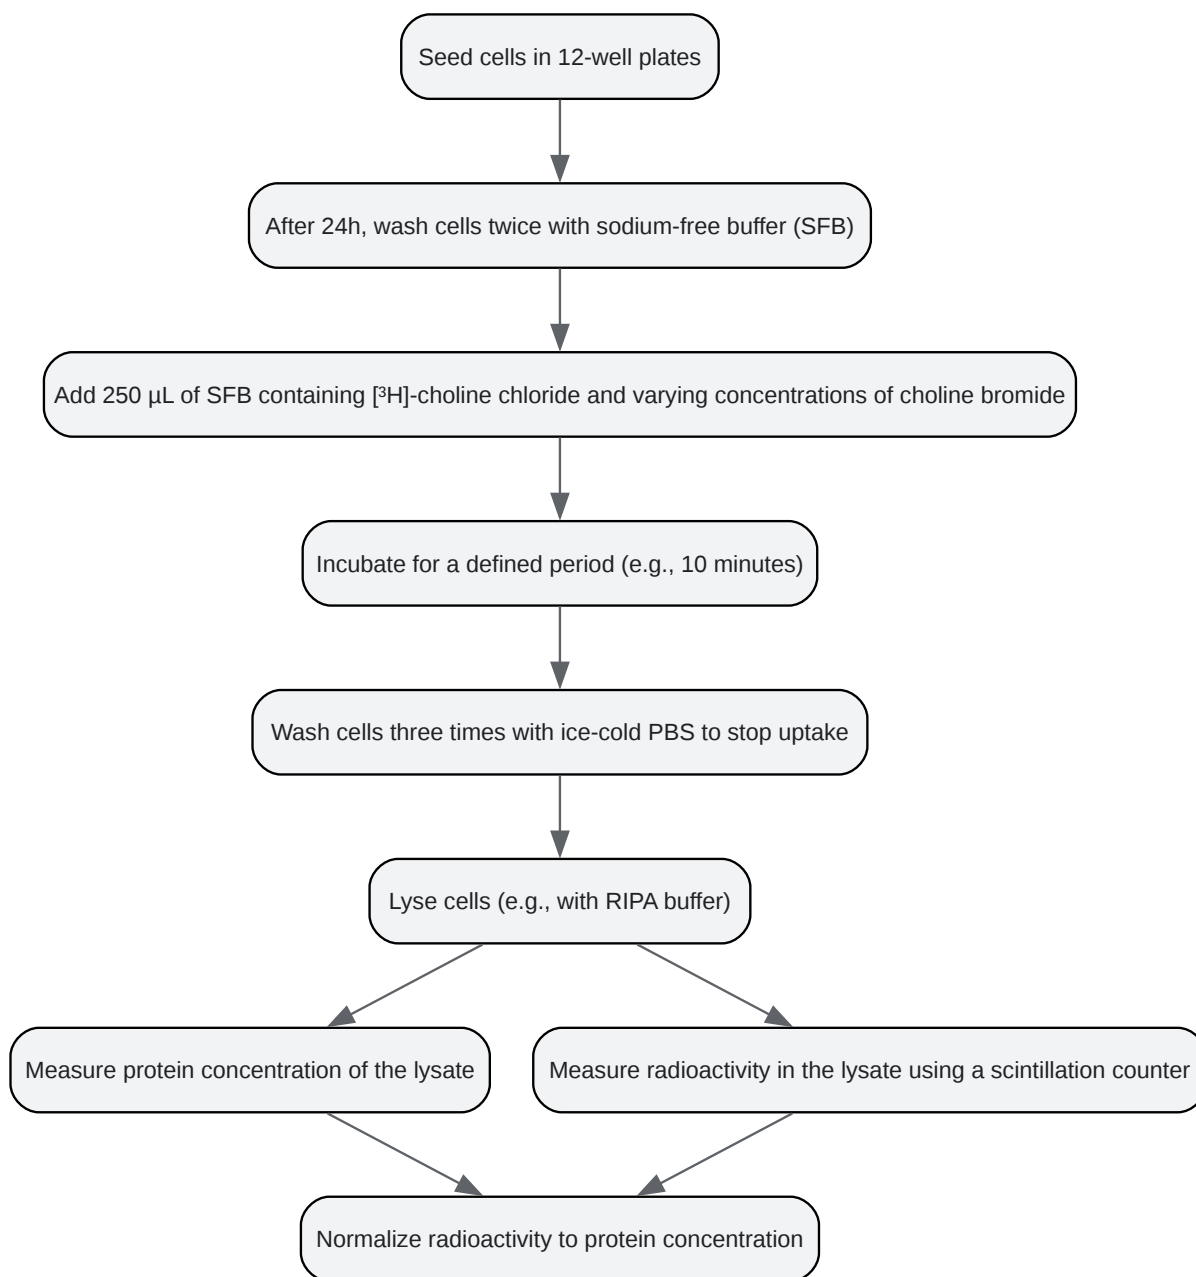 Seed cells in 12-well plates
After 24h, wash cells twice with sodium-free buffer (SFB)
Add 250 µL of SFB containing [³H]-choline chloride and varying concentrations of choline bromide
Incubate for a defined period (e.g., 10 minutes)
Wash cells three times with ice-cold PBS to stop uptake
Lyse cells (e.g., with RIPA buffer)
Measure protein concentration of the lysate
Measure radioactivity in the lysate using a scintillation counter
Normalize radioactivity to protein concentration